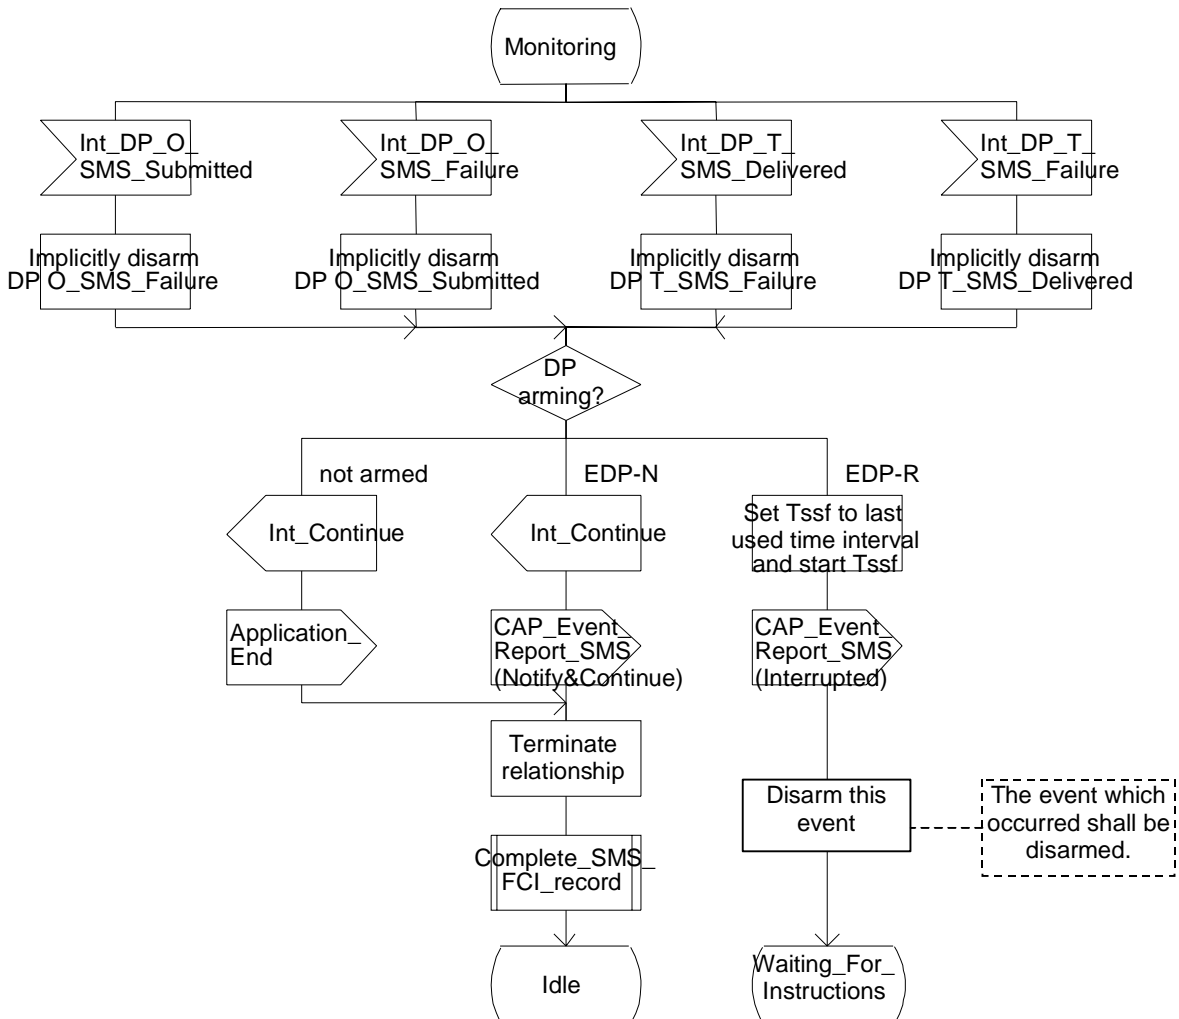 Monitoring
Int_DP_O_
SMS_Submitted
Int_DP_O_
SMS_Failure
Int_DP_T_
SMS_Delivered
Int_DP_T_
SMS_Failure
Implicitly disarm
DP O_SMS_Failure
Implicitly disarm
DP O_SMS_Submitted
Implicitly disarm
DP T_SMS_Failure
Implicitly disarm
DP T_SMS_Delivered
DP
arming?
not armed
EDP-N
EDP-R
Int_Continue
Int_Continue
Set Tssf to last
used time interval
and start Tssf
Application_
End
CAP_Event_
Report_SMS
(Notify&Continue)
CAP_Event_
Report_SMS
(Interrupted)
Terminate
relationship
Disarm this
event
The event which
occurred shall be
disarmed.
Complete_SMS_
FCI_record
Idle
Waiting_For_
Instructions